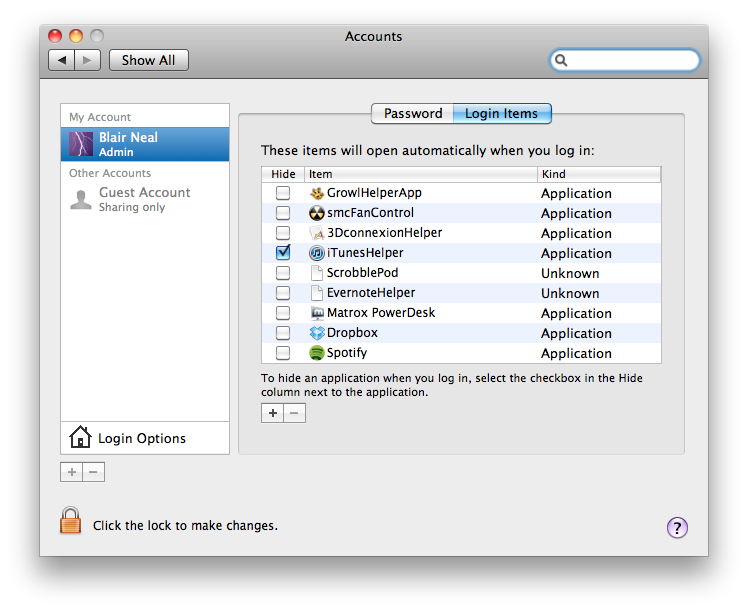 Accounts
Show All
My Account
Blair Neal
Admin
Other Accounts
Guest Account
Sharing only
Login Options
Password Login Items
These items will open automatically when you log in:
Hide Item Kind
GrowlHelperApp Application
smcFanControl Application
3DconnexionHelper Application
iTunesHelper Application
ScrobblePod Unknown
EvernoteHelper Unknown
Matrox PowerDesk Application
Dropbox Application
Spotify Application
To hide an application when you log in, select the checkbox in the Hide
column next to the application.
+ −
+ −
Click the lock to make changes.
?